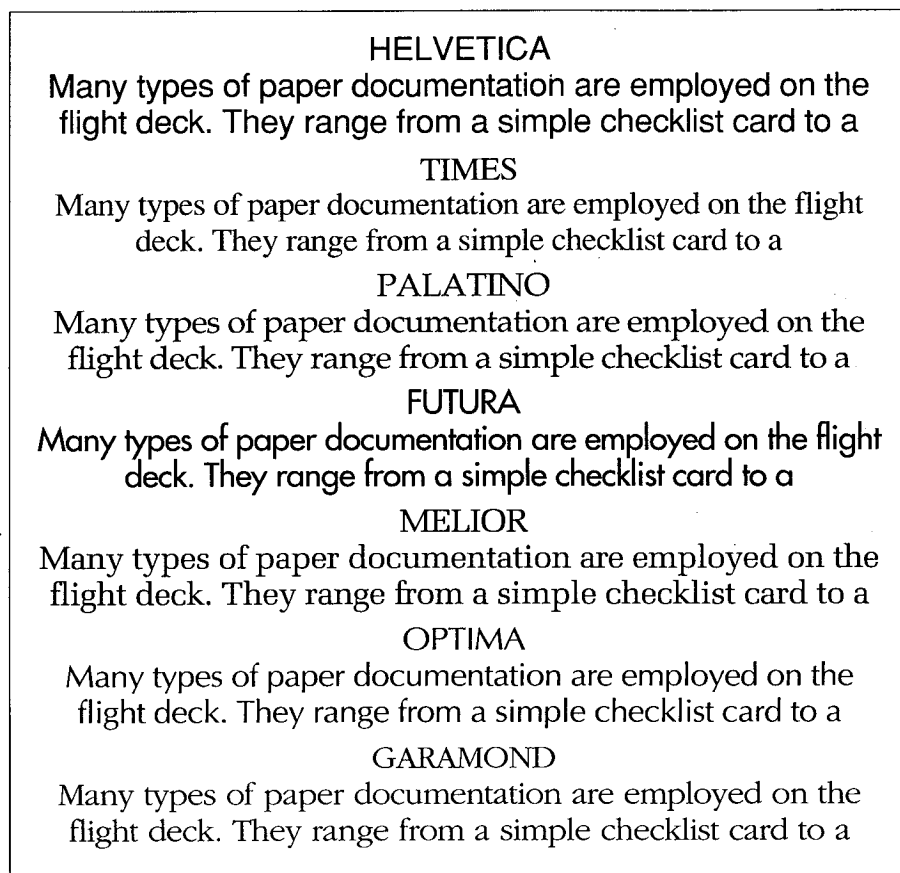 HELVETICA
Many types of paper documentation are employed on the
flight deck. They range from a simple checklist card to a
TIMES
Many types of paper documentation are employed on the flight
deck. They range from a simple checklist card to a
PALATINO
Many types of paper documentation are employed on the
flight deck. They range from a simple checklist card to a
FUTURA
Many types of paper documentation are employed on the flight
deck. They range from a simple checklist card to a
MELIOR
Many types of paper documentation are employed on the
flight deck. They range from a simple checklist card to a
OPTIMA
Many types of paper documentation are employed on the
flight deck. They range from a simple checklist card to a
GARAMOND
Many types of paper documentation are employed on the
flight deck. They range from a simple checklist card to a